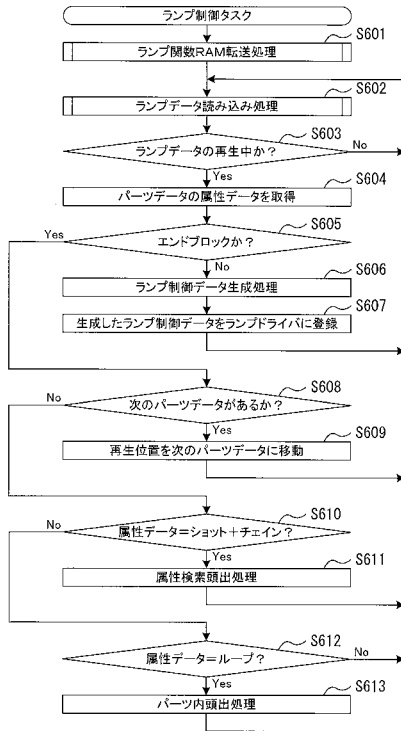 ランプ制御タスク
S601
ランプ関数RAM転送処理
S602
ランプデータ読み込み処理
S603
ランプデータの再生中か？
No
Yes
S604
パーツデータの属性データを取得
S605
Yes
エンドブロックか？
No
S606
ランプ制御データ生成処理
S607
生成したランプ制御データをランプドライバに登録
S608
No
次のパーツデータがあるか？
Yes
S609
再生位置を次のパーツデータに移動
S610
No
属性データ＝ショット＋チェイン？
Yes
S611
属性検索頭出処理
S612
属性データ＝ループ？
No
Yes
S613
パーツ内頭出処理